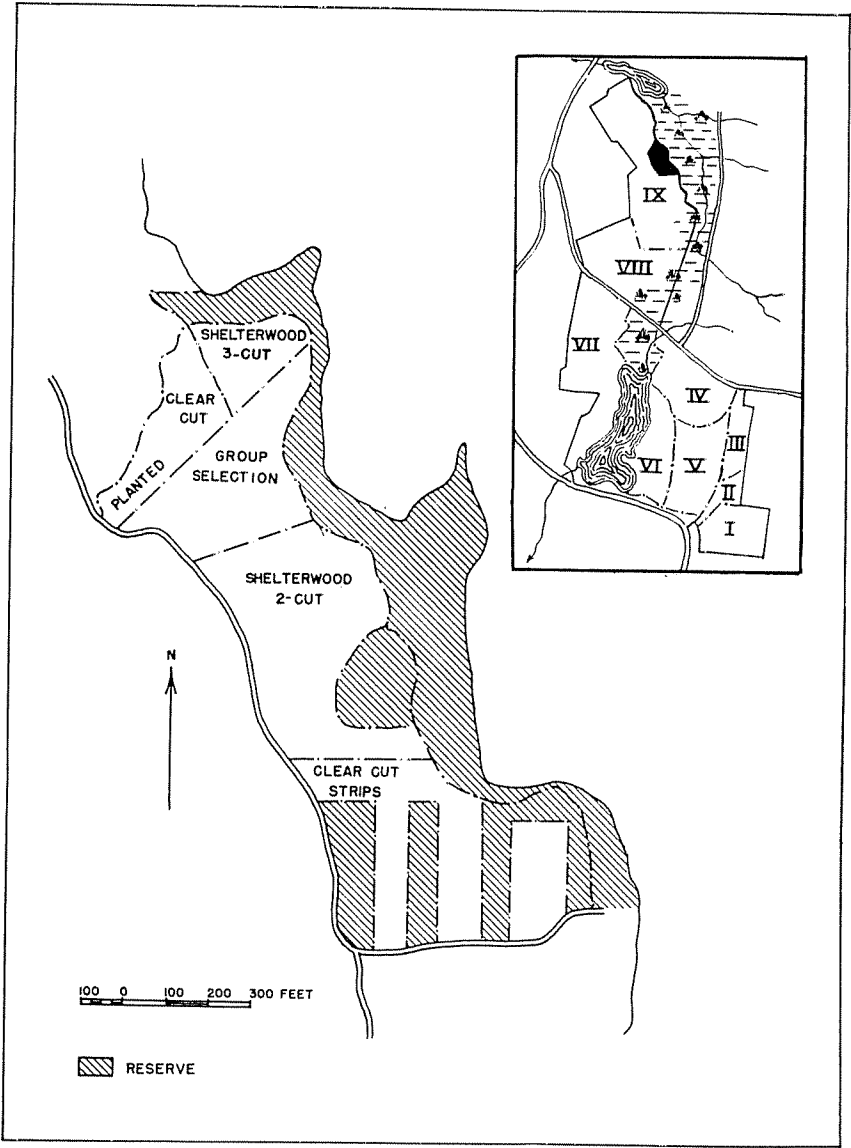 SHELTERWOOD
3-CUT
CLEAR
CUT
PLANTED
GROUP
SELECTION
SHELTERWOOD
2-CUT
N
CLEAR CUT
STRIPS
100 0 100 200 300 FEET
RESERVE
IX
VIII
VII
IV
III
VI
V
II
I